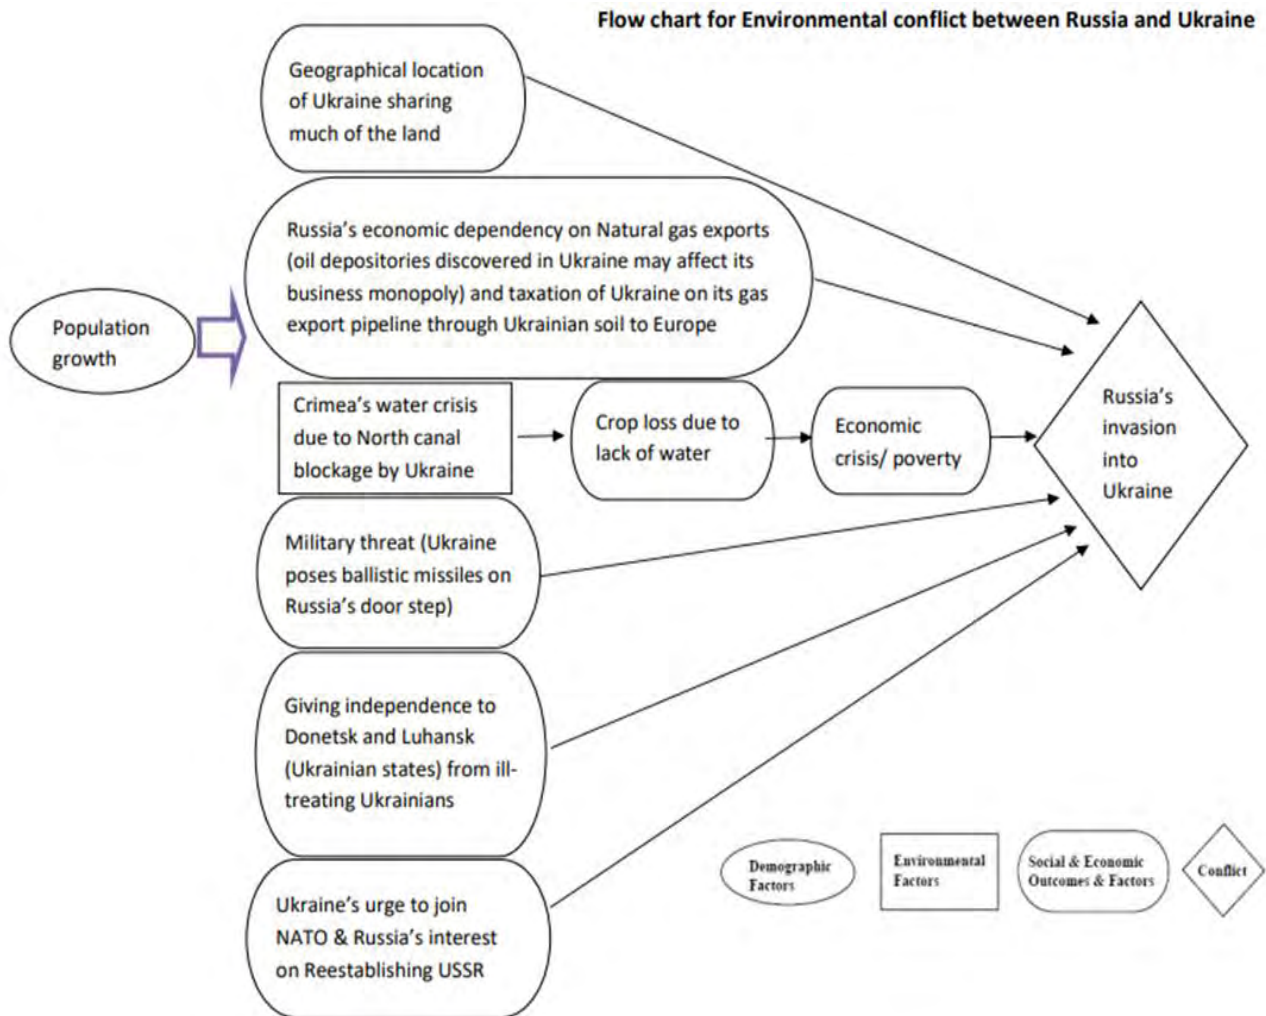 Flow chart for Environmental conflict between Russia and Ukraine
Geographical location
of Ukraine sharing
much of the land
Russia's economic dependency on Natural gas exports
(oil depositories discovered in Ukraine may affect its
business monopoly) and taxation of Ukraine on its gas
export pipeline through Ukrainian soil to Europe
Population
growth
Crimea's water crisis
due to North canal
blockage by Ukraine
Crop loss due to
lack of water
Economic
crisis/ poverty
Russia's
invasion
into
Ukraine
Military threat (Ukraine
poses ballistic missiles on
Russia's door step)
Giving independence to
Donetsk and Luhansk
(Ukrainian states) from ill-
treating Ukrainians
Ukraine's urge to join
NATO & Russia's interest
on Reestablishing USSR
Demographic
Factors
Environmental
Factors
Social & Economic
Outcomes & Factors
Conflict